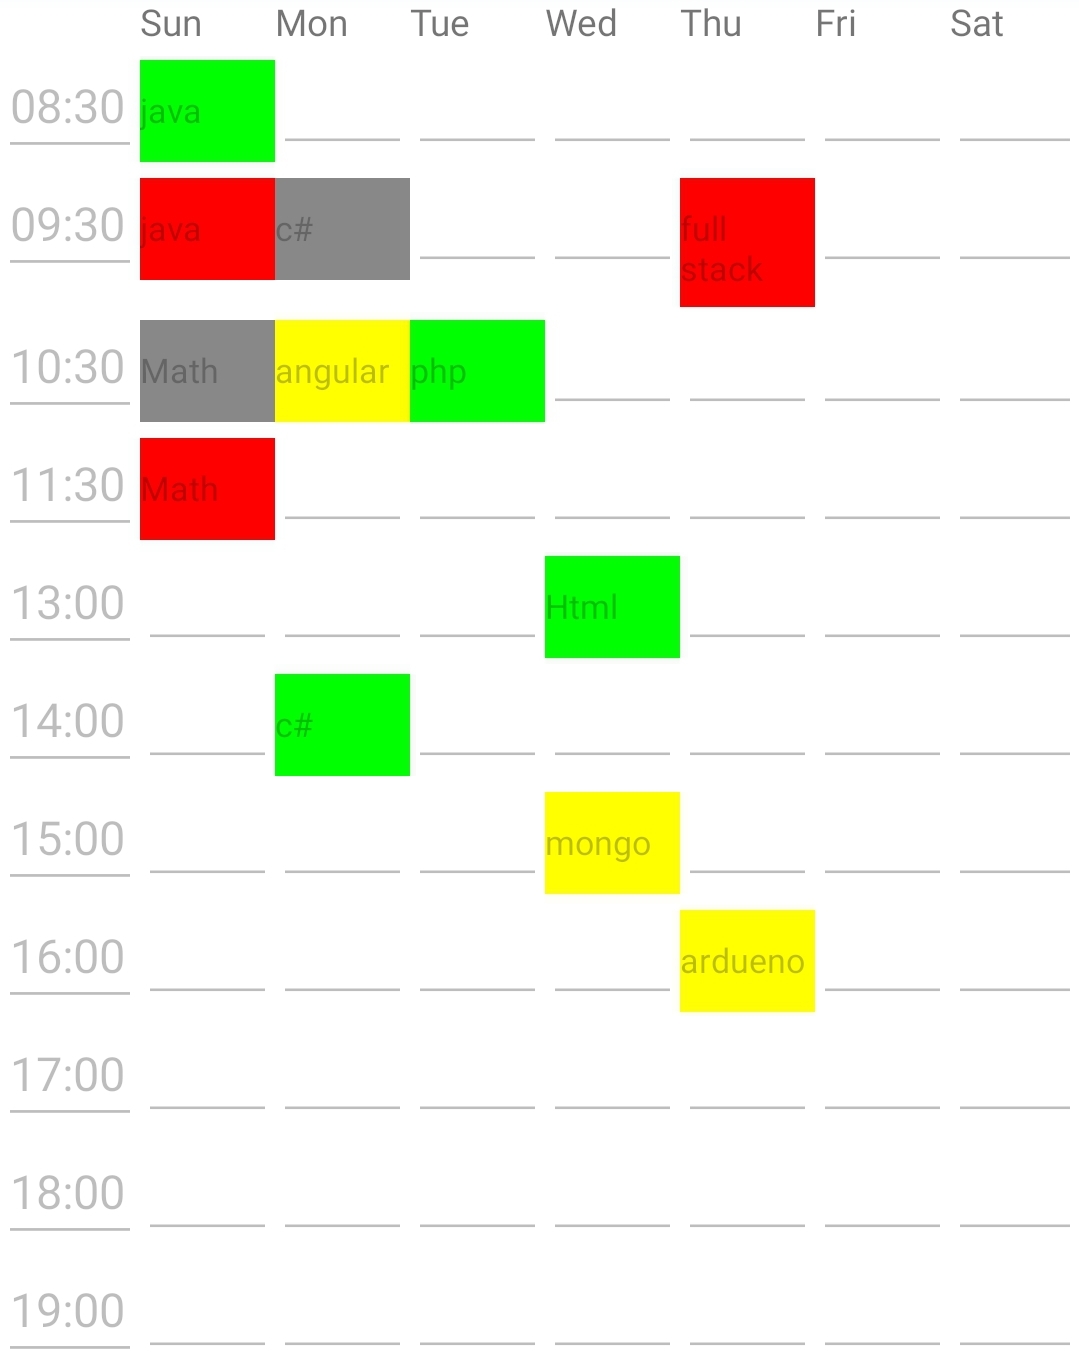 Sun Mon Tue Wed Thu Fri Sat
08:30 java
09:30 java c# full
stack
10:30 Math angular php
11:30 Math
13:00 Html
14:00 c#
15:00 mongo
16:00 ardueno
17:00
18:00
19:00